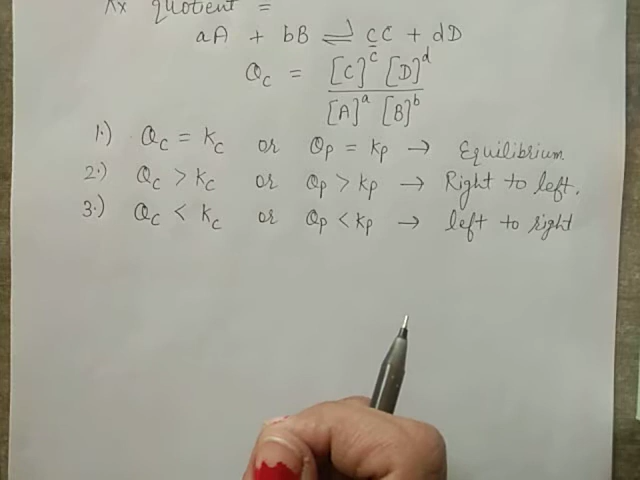 Rx quotient =
aA + bB ⇌ cC + dD
Qc = [C]^c [D]^d / [A]^a [B]^b
1.) Qc = Kc or Qp = Kp → Equilibrium.
2.) Qc > Kc or Qp > Kp → Right to left.
3.) Qc < Kc or Qp < Kp → left to right